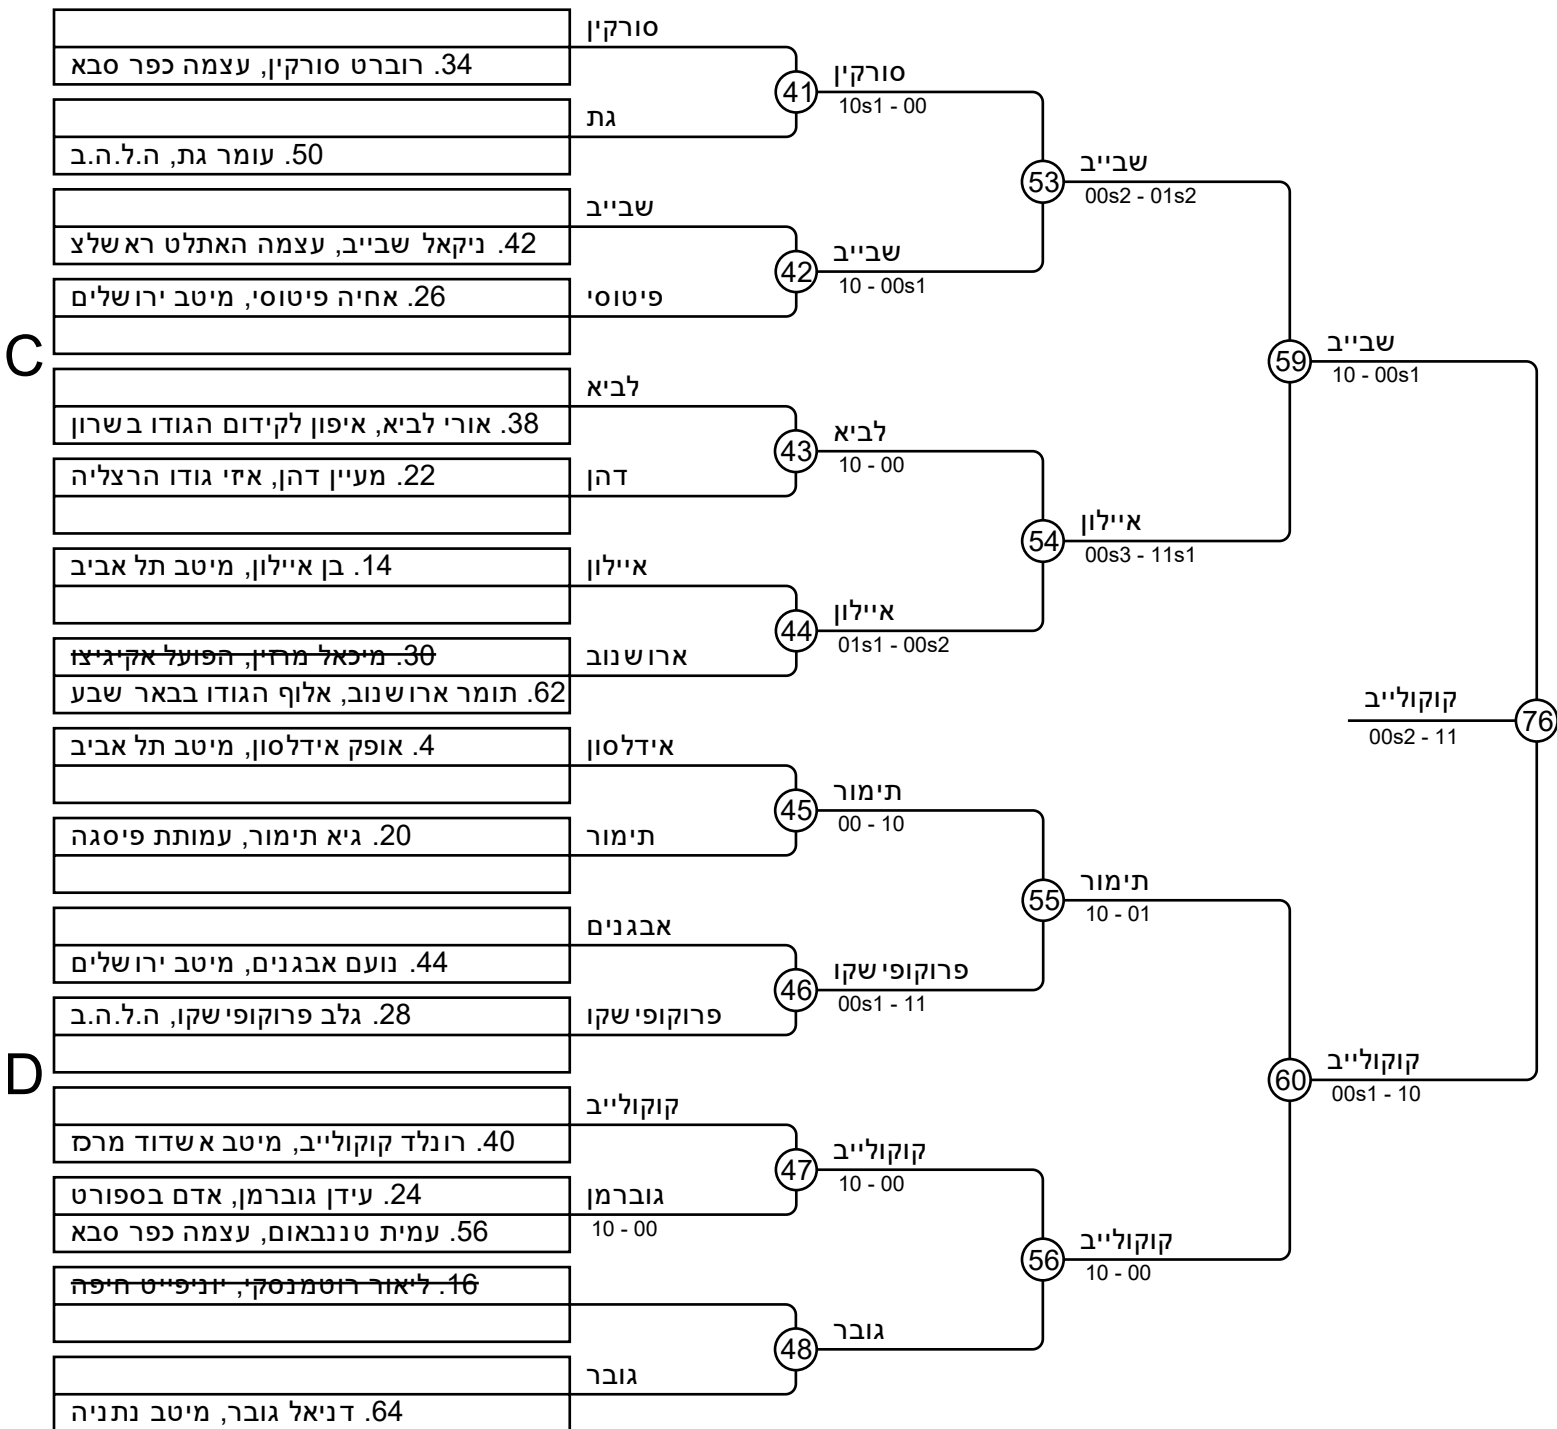 סורקין
34. רוברט סורקין, עצמה כפר סבא
41
סורקין
10s1 - 00
גת
50. עומר גת, ה.ל.ה.ב
53
שבייב
00s2 - 01s2
שבייב
42. ניקאל שבייב, עצמה האתלט ראשלצ
42
שבייב
10 - 00s1
26. אחיה פיטוסי, מיטב ירושלים
פיטוסי
C
59
שבייב
10 - 00s1
לביא
38. אורי לביא, איפון לקידום הגודו בשרון
43
לביא
10 - 00
22. מעיין דהן, איזי גודו הרצליה
דהן
54
איילון
00s3 - 11s1
14. בן איילון, מיטב תל אביב
איילון
44
איילון
01s1 - 00s2
30. מיכאל מרזין, הפועל אקיגיצו
ארושנוב
62. תומר ארושנוב, אלוף הגודו בבאר שבע
76
קוקולייב
00s2 - 11
4. אופק אידלסון, מיטב תל אביב
אידלסון
45
תימור
00 - 10
20. גיא תימור, עמותת פיסגה
תימור
55
תימור
10 - 01
אבגנים
44. נועם אבגנים, מיטב ירושלים
46
פרוקופישקו
00s1 - 11
28. גלב פרוקופישקו, ה.ל.ה.ב
פרוקופישקו
D
60
קוקולייב
00s1 - 10
קוקולייב
40. רונלד קוקולייב, מיטב אשדוד מרכז
47
קוקולייב
10 - 00
24. עידן גוברמן, אדם בספורט
גוברמן
56. עמית טננבאום, עצמה כפר סבא
10 - 00
56
קוקולייב
10 - 00
16. ליאור רוטמנסקי, יוניפייט חיפה
48
גובר
גובר
64. דניאל גובר, מיטב נתניה